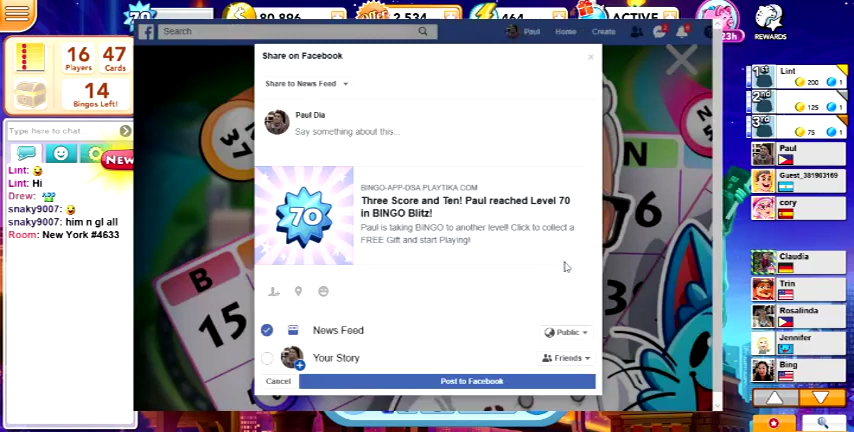 70
80,896
2,534
464
ACTIVE
23h
REWARDS
16
Players
47
Cards
14
Bingos Left!
Type here to chat...
NEW
Lint:
Lint: Hi
Drew:
snaky9007:
snaky9007: him n gl all
Room: New York #4633
Search
Paul
Home
Create
Share on Facebook
Share to News Feed
Paul Dia
Say something about this...
70
BINGO-APP-DSA.PLAYTIKA.COM
Three Score and Ten! Paul reached Level 70
in BINGO Blitz!
Paul is taking BINGO to another level! Click to collect a
FREE Gift and start Playing!
News Feed
Public
Your Story
Friends
Cancel
Post to Facebook
B
15
N
76
1ST
Lint
200
1
2ND
125
1
3RD
75
1
Paul
Guest_381903169
cory
Claudia
Trin
Rosalinda
Jennifer
Bing